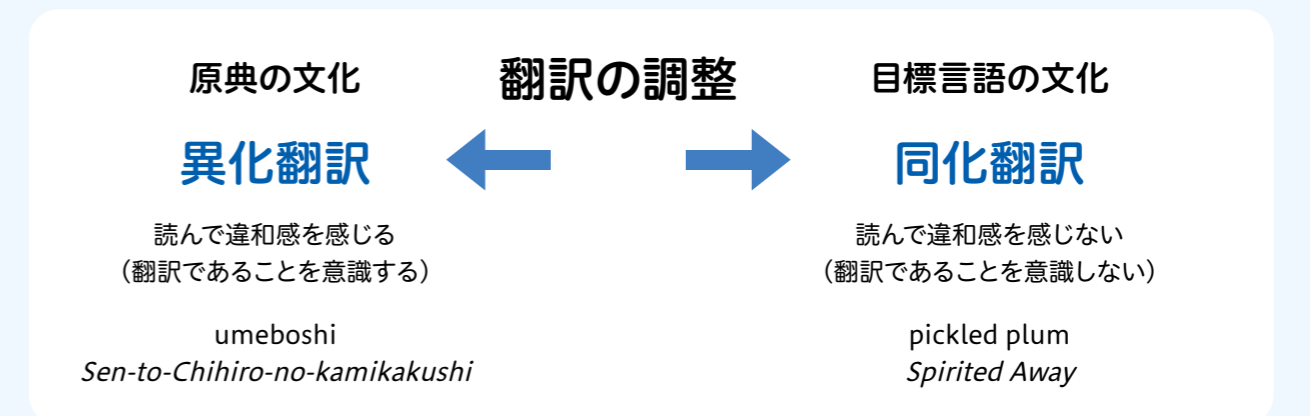 原典の文化
翻訳の調整
目標言語の文化
異化翻訳
同化翻訳
読んで違和感を感じる
（翻訳であることを意識する）
読んで違和感を感じない
（翻訳であることを意識しない）
umeboshi
Sen-to-Chihiro-no-kamikakushi
pickled plum
Spirited Away